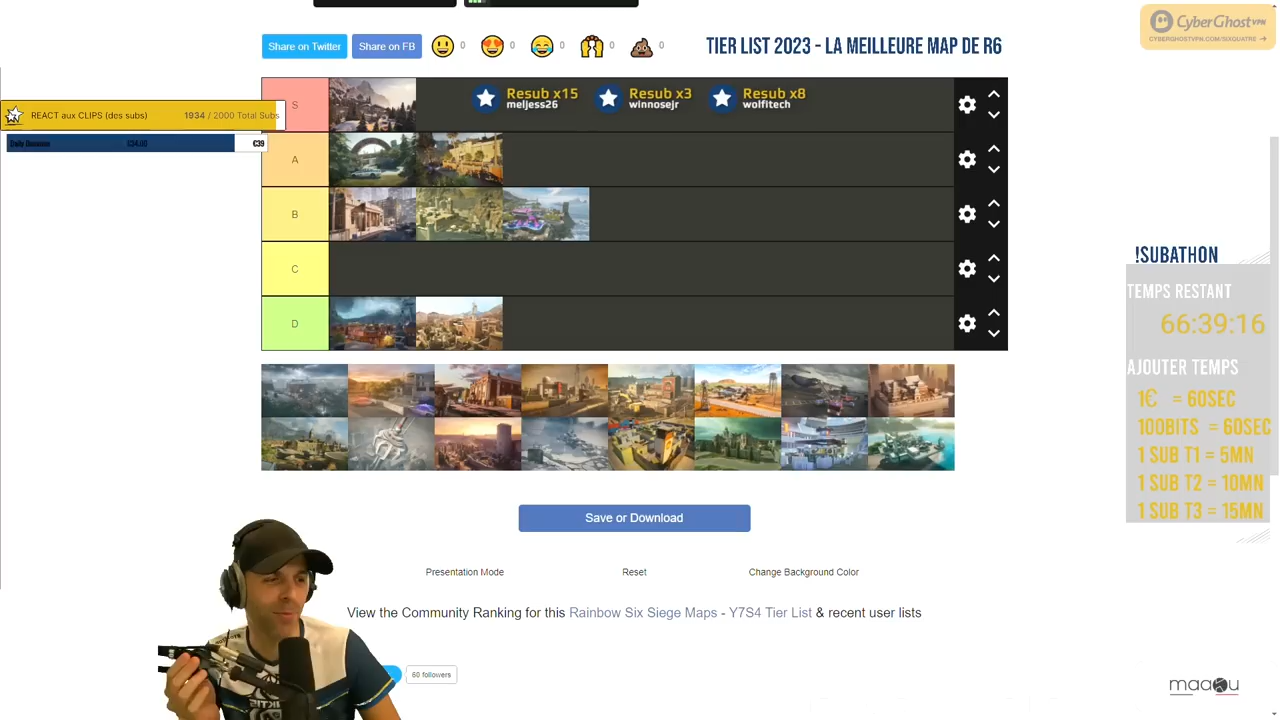 CyberGhost VPN
CYBERGHOSTVPN.COM/SIXQUATRE
Share on Twitter
Share on FB
0
0
0
0
0
TIER LIST 2023 - LA MEILLEURE MAP DE R6
S
Resub x15
meljess26
Resub x3
winnosejr
Resub x8
wolfitech
REACT aux CLIPS (des subs)
1934 / 2000 Total Subs
€39
A
B
C
D
!SUBATHON
TEMPS RESTANT
66:39:16
AJOUTER TEMPS
1€ = 60SEC
100BITS = 60SEC
1 SUB T1 = 5MN
1 SUB T2 = 10MN
1 SUB T3 = 15MN
Save or Download
Presentation Mode
Reset
Change Background Color
View the Community Ranking for this Rainbow Six Siege Maps - Y7S4 Tier List & recent user lists
60 followers